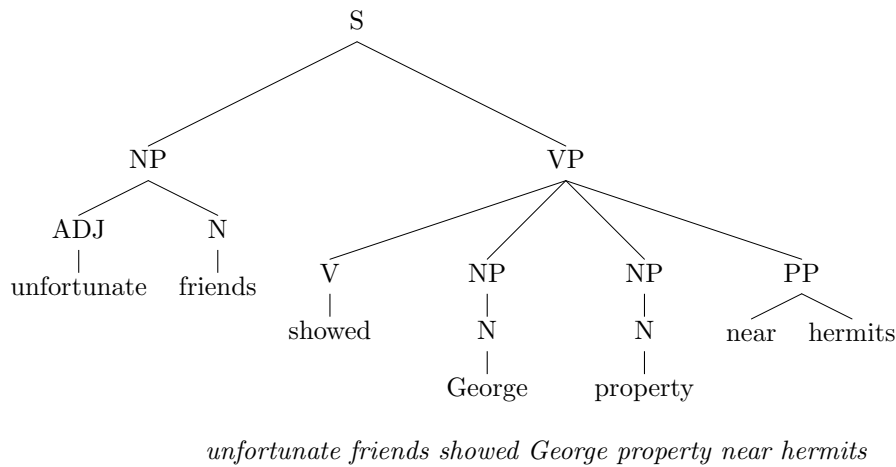 S
NP VP
ADJ N
unfortunate friends
V NP NP PP
showed N N near hermits
George property
unfortunate friends showed George property near hermits